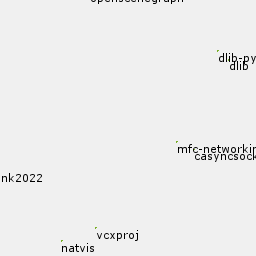 openscenegraph
dlib-py
dlib
mfc-networkin
casyncsock
nk2022
vcxproj
natvis